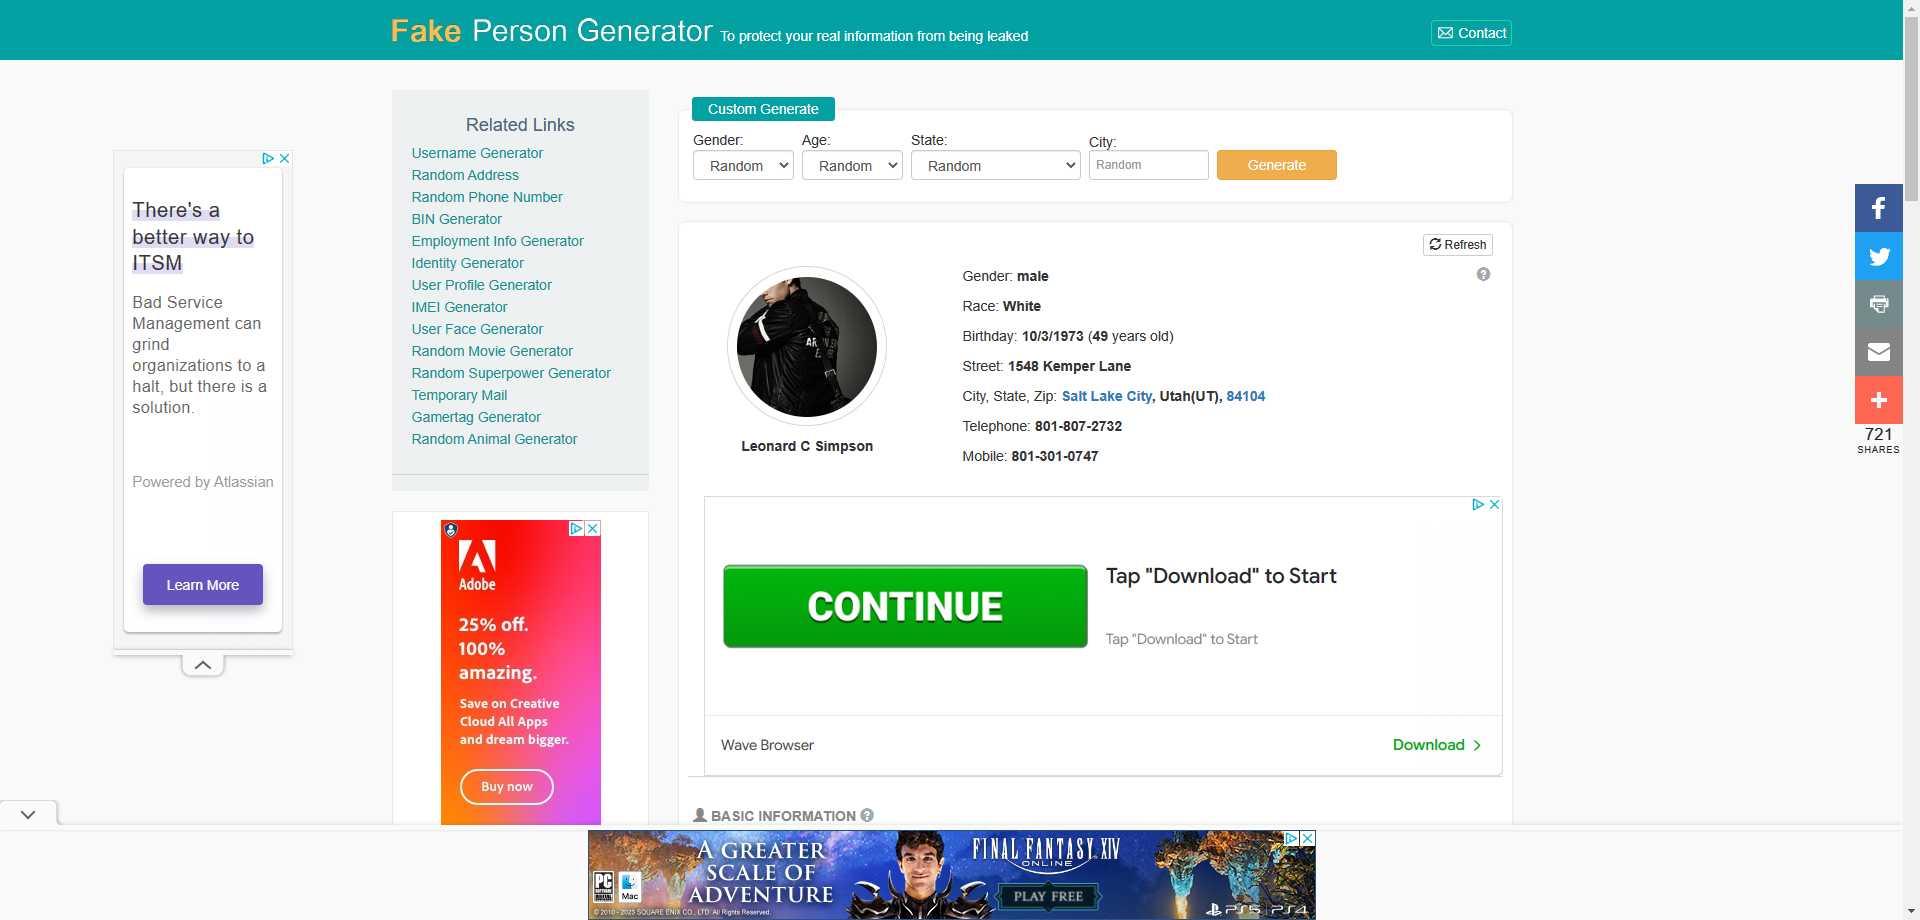 Fake Person Generator To protect your real information from being leaked
Contact
Related Links
Username Generator
Random Address
Random Phone Number
BIN Generator
Employment Info Generator
Identity Generator
User Profile Generator
IMEI Generator
User Face Generator
Random Movie Generator
Random Superpower Generator
Temporary Mail
Gamertag Generator
Random Animal Generator
Custom Generate
Gender:
Age:
State:
City:
Random
Random
Random
Random
Generate
Refresh
Gender: male
Race: White
Birthday: 10/3/1973 (49 years old)
Street: 1548 Kemper Lane
City, State, Zip: Salt Lake City, Utah(UT), 84104
Telephone: 801-807-2732
Mobile: 801-301-0747
Leonard C Simpson
There's a
better way to
ITSM
Bad Service
Management can
grind
organizations to a
halt, but there is a
solution.
Powered by Atlassian
Learn More
Adobe
25% off.
100%
amazing.
Save on Creative
Cloud All Apps
and dream bigger.
Buy now
CONTINUE
Tap "Download" to Start
Tap "Download" to Start
Wave Browser
Download
BASIC INFORMATION
721
SHARES
A GREATER
SCALE OF
ADVENTURE
FINAL FANTASY XIV
ONLINE
PLAY FREE
PC
Mac
© 2010 - 2023 SQUARE ENIX CO., LTD. All Rights Reserved.
PS5 PS4